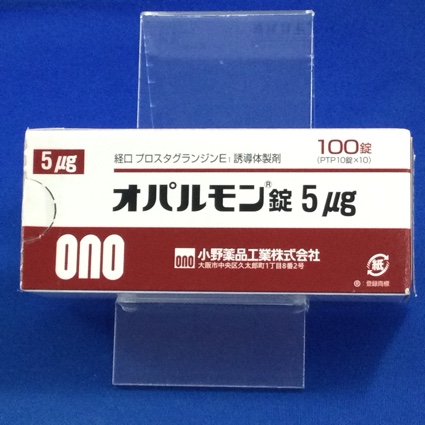 5μg
経口 プロスタグランジンE₁誘導体製剤
100錠
(PTP10錠×10)
オパルモン®錠 5μg
ono
ono 小野薬品工業株式会社
大阪市中央区久太郎町1丁目8番2号
紙
®:登録商標